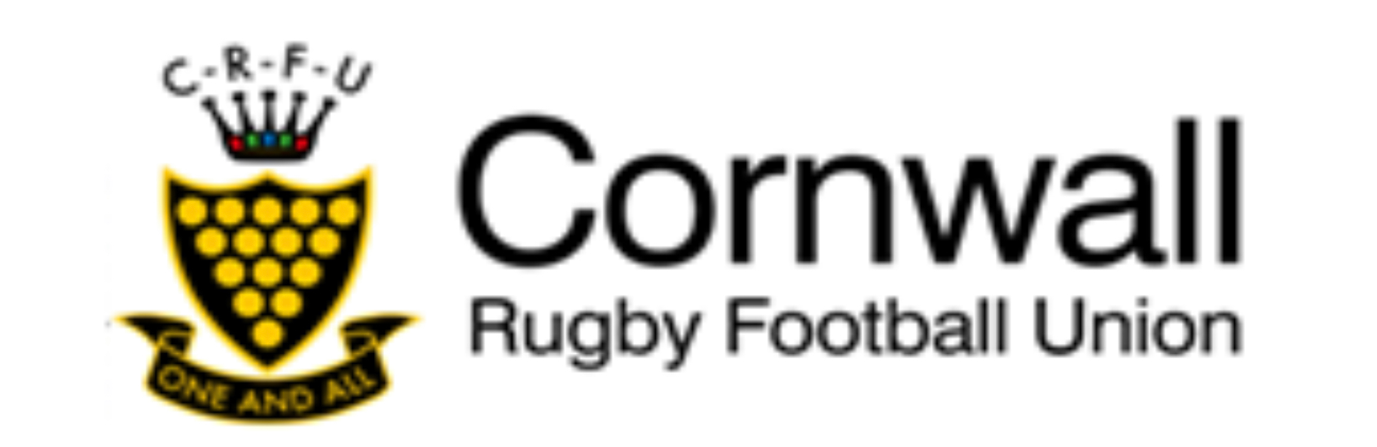 C-R-F-U
ONE AND ALL
Cornwall
Rugby Football Union